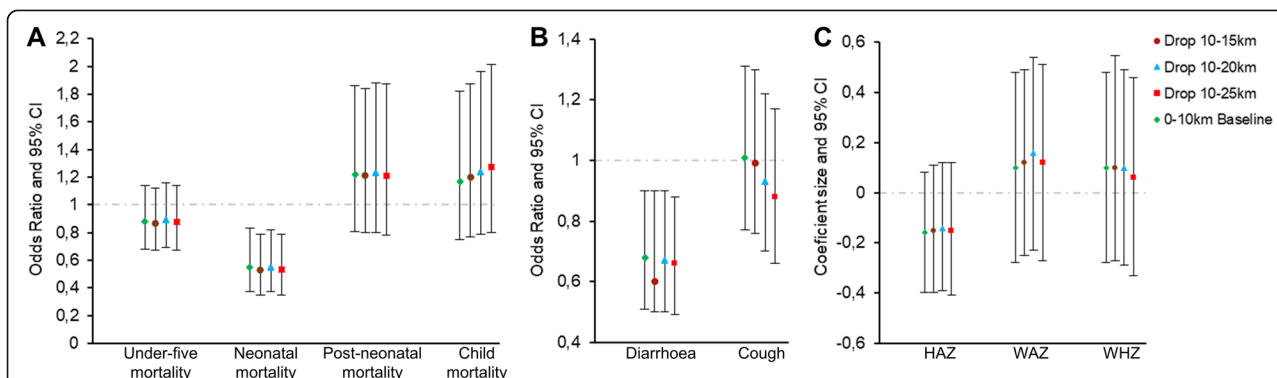 A
2,2
2
1,8
1,6
1,4
1,2
1
0,8
0,6
0,4
0,2
0
Odds Ratio and 95% CI
Under-five
mortality
Neonatal
mortality
Post-neonatal
mortality
Child
mortality
B
1,4
1,2
1
0,8
0,6
0,4
Odds Ratio and 95% CI
Diarrhoea
Cough
C
0,6
0,4
0,2
0
-0,2
-0,4
-0,6
Coeficient size and 95% CI
HAZ
WAZ
WHZ
Drop 10-15km
Drop 10-20km
Drop 10-25km
0-10km Baseline